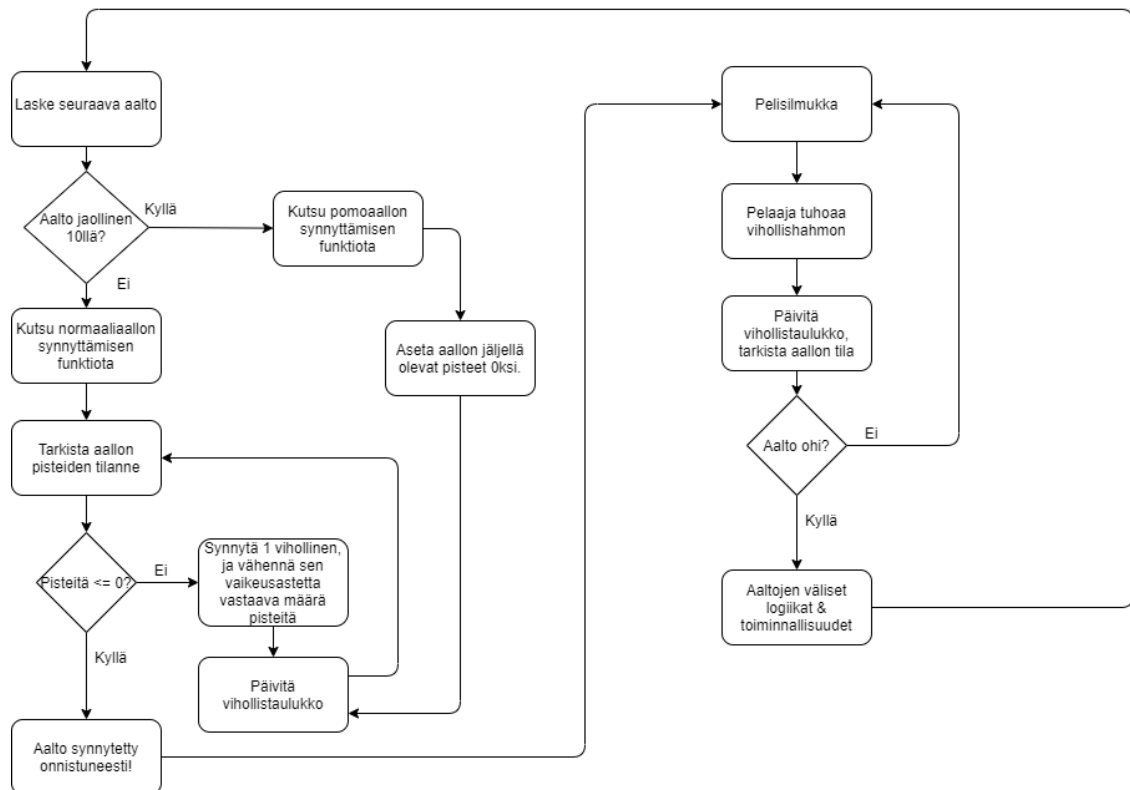 Laske seuraava aalto
Aalto jaollinen
10llä?
Kyllä
Ei
Kutsu pomoaallon
synnyttämisen
funktiota
Aseta aallon jäljellä
olevat pisteet 0ksi.
Kutsu normaaliaallon
synnyttämisen
funktiota
Tarkista aallon
pisteiden tilanne
Pisteitä <= 0?
Ei
Kyllä
Synnytä 1 vihollinen,
ja vähennä sen
vaikeusastetta
vastaava määrä
pisteitä
Päivitä
vihollistaulukko
Aalto synnytetty
onnistuneesti!
Pelisilmukka
Pelaaja tuhoaa
vihollishahmon
Päivitä
vihollistaulukko,
tarkista aallon tila
Aalto ohi?
Ei
Kyllä
Aaltojen väliset
logiikat &
toiminnallisuudet